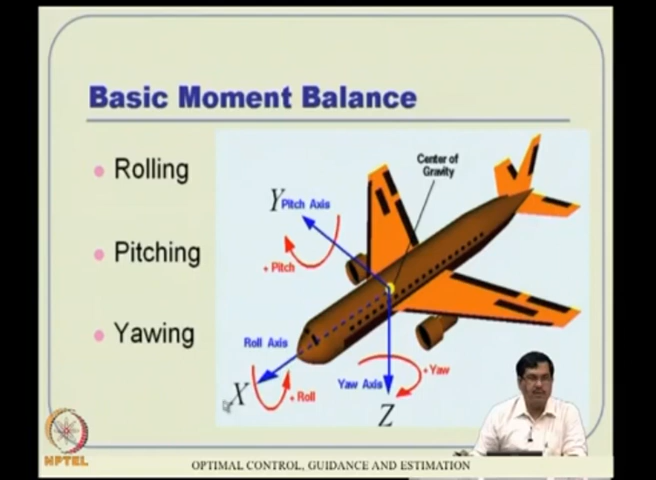 Basic Moment Balance
Rolling
Pitching
Yawing
Center of
Gravity
Y Pitch Axis
+ Pitch
Roll Axis
X
+ Roll
Yaw Axis
+ Yaw
Z
NPTEL
OPTIMAL CONTROL, GUIDANCE AND ESTIMATION